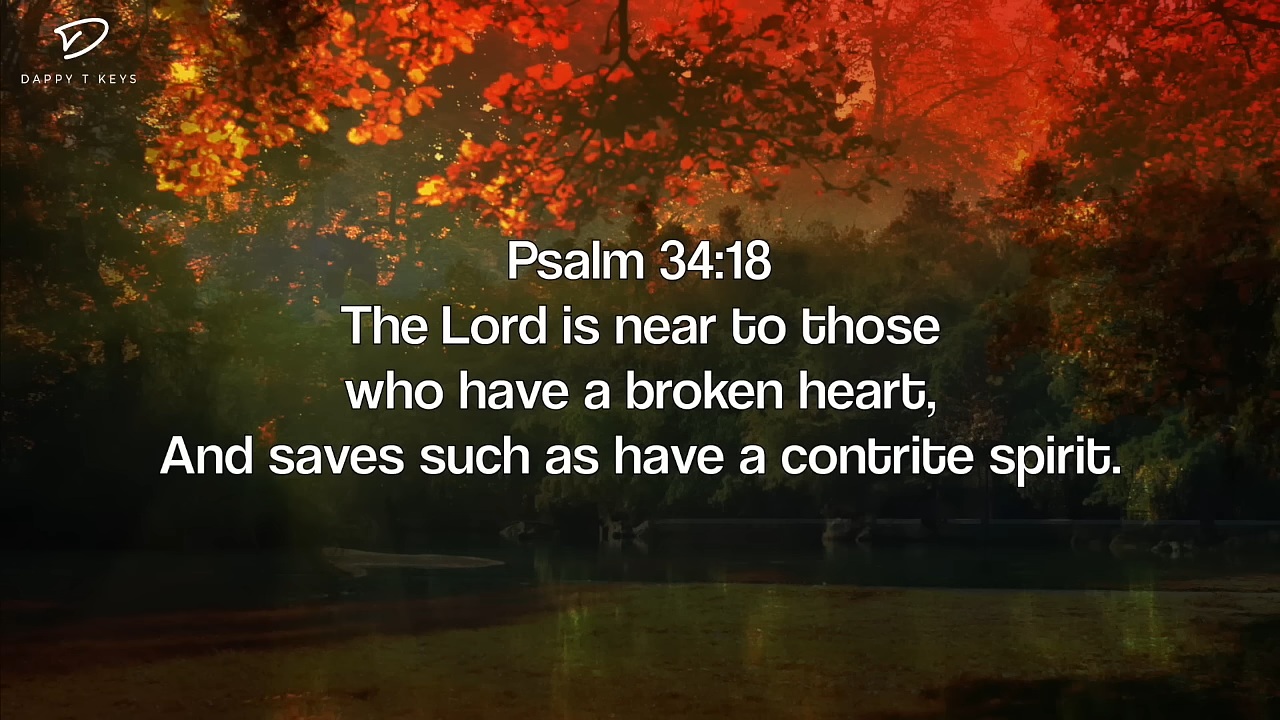 DAPPY T KEYS
Psalm 34:18
The Lord is near to those
who have a broken heart,
And saves such as have a contrite spirit.